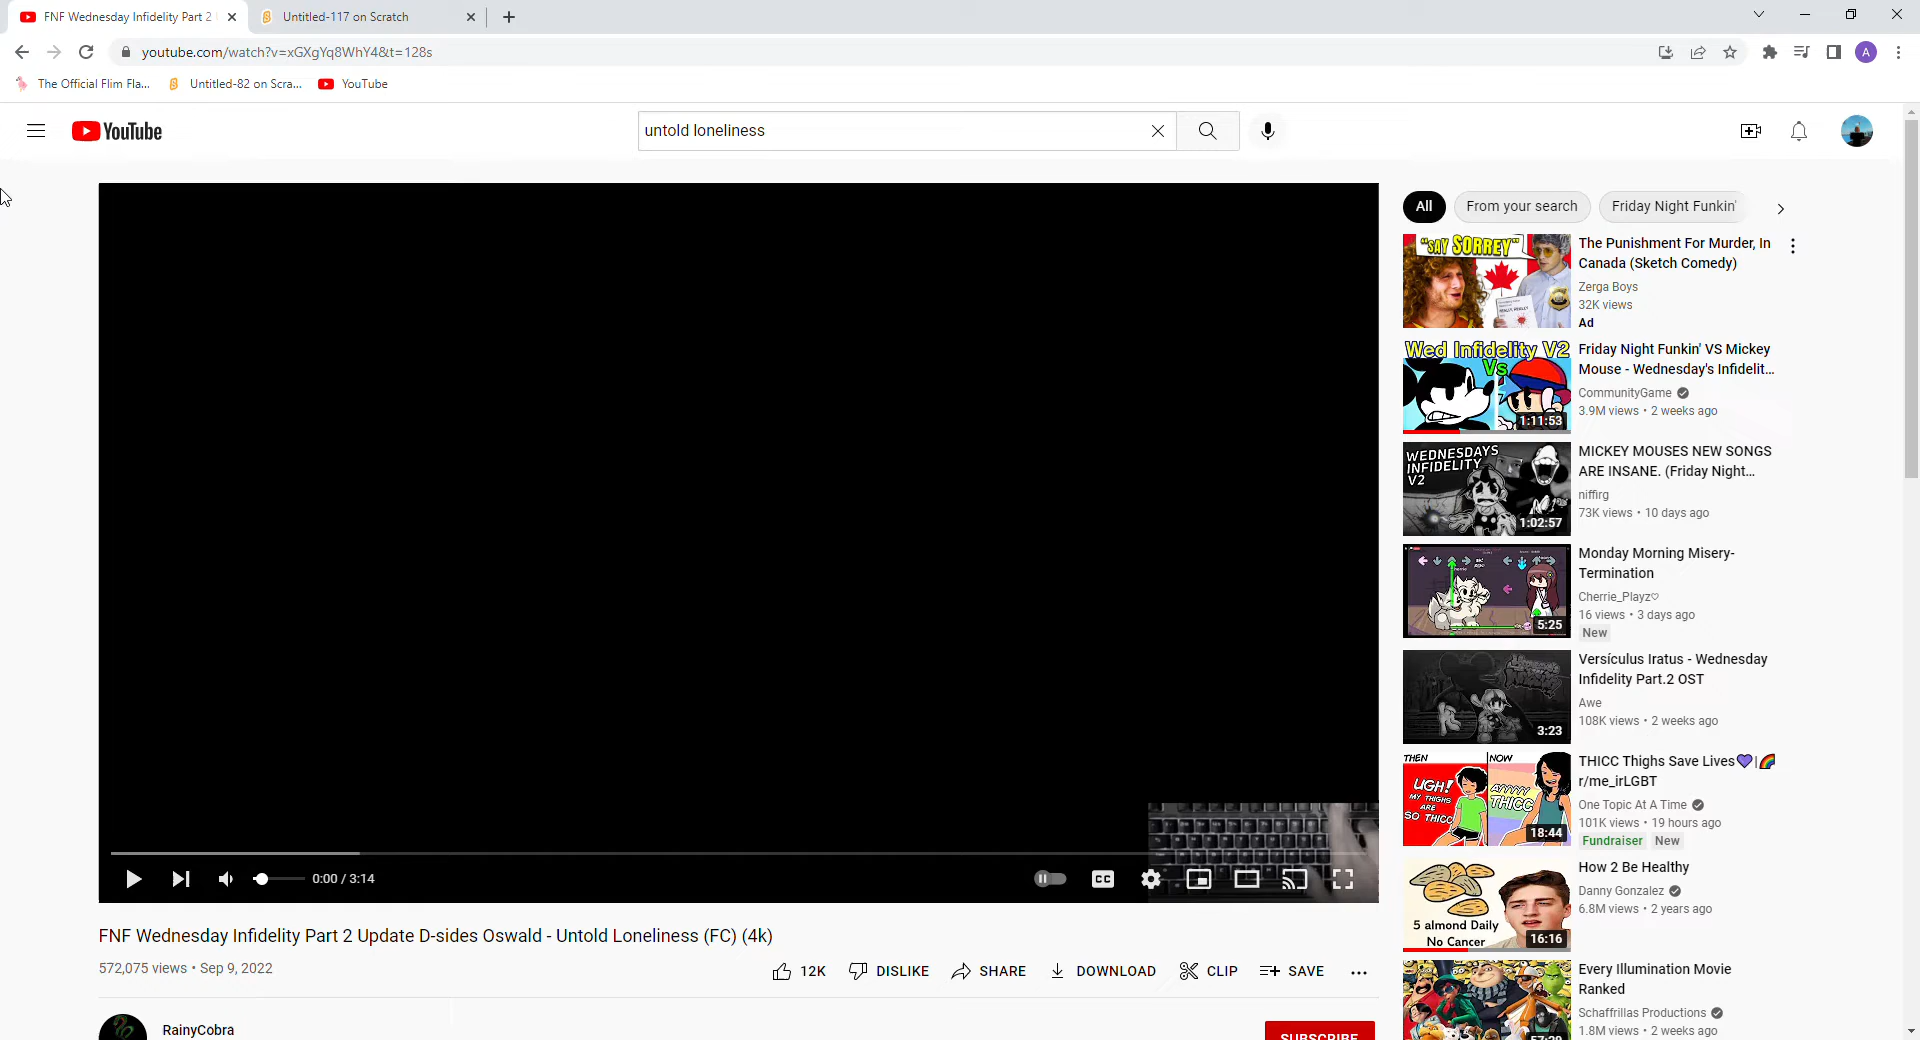 FNF Wednesday Infidelity Part 2
Untitled-117 on Scratch
youtube.com/watch?v=xGXgYq8WhY4&t=128s
A
The Official Flim Fla...
Untitled-82 on Scra...
YouTube
YouTube
untold loneliness
All
From your search
Friday Night Funkin'
"SAY SORREY"
The Punishment For Murder, In
Canada (Sketch Comedy)
Zerga Boys
32K views
Ad
Wed Infidelity V2
Vs
1:11:53
Friday Night Funkin' VS Mickey
Mouse - Wednesday's Infidelit...
CommunityGame
3.9M views • 2 weeks ago
WEDNESDAYS
INFIDELITY
V2
1:02:57
MICKEY MOUSES NEW SONGS
ARE INSANE. (Friday Night...
niffirg
73K views • 10 days ago
5:25
Monday Morning Misery-
Termination
Cherrie_Playz♡
16 views • 3 days ago
New
3:23
Versículus Iratus - Wednesday
Infidelity Part.2 OST
Awe
108K views • 2 weeks ago
THEN
NOW
UGH!
MY THIGHS
ARE
SO THICC
THICC
18:44
THICC Thighs Save Lives💜|🌈
r/me_irLGBT
One Topic At A Time
101K views • 19 hours ago
Fundraiser
New
5 almond Daily
No Cancer
16:16
How 2 Be Healthy
Danny Gonzalez
6.8M views • 2 years ago
57:29
Every Illumination Movie
Ranked
Schaffrillas Productions
1.8M views • 2 weeks ago
0:00 / 3:14
CC
FNF Wednesday Infidelity Part 2 Update D-sides Oswald - Untold Loneliness (FC) (4k)
572,075 views • Sep 9, 2022
12K
DISLIKE
SHARE
DOWNLOAD
CLIP
SAVE
RainyCobra
SUBSCRIBE